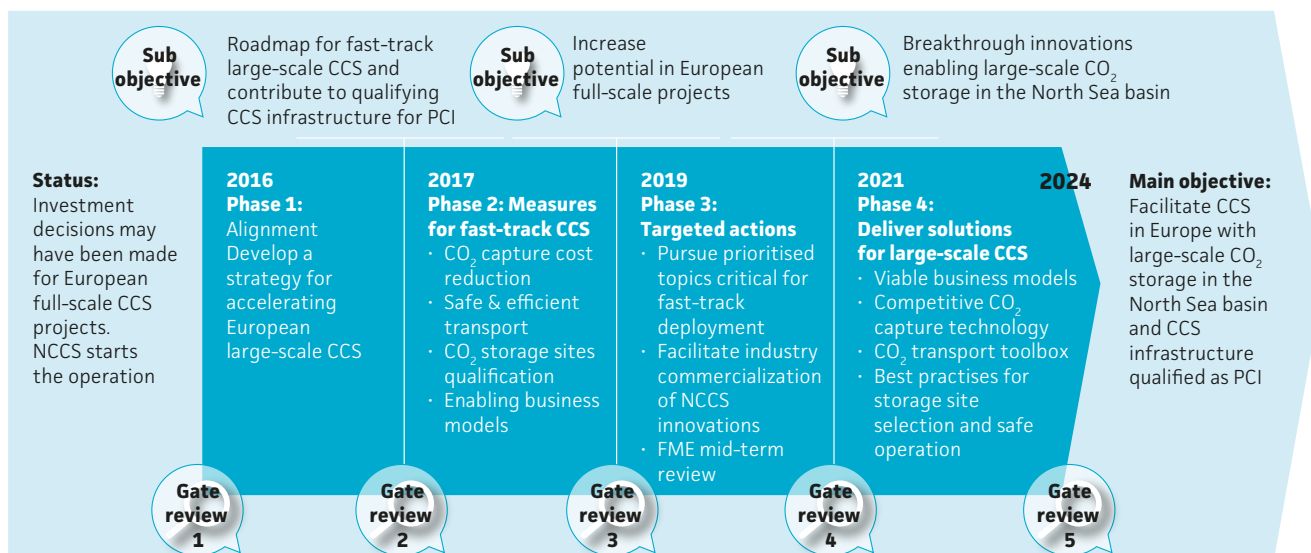 Sub
objective
Roadmap for fast-track
large-scale CCS and
contribute to qualifying
CCS infrastructure for PCI
Sub
objective
Increase
potential in European
full-scale projects
Sub
objective
Breakthrough innovations
enabling large-scale CO₂
storage in the North Sea basin
Status:
Investment
decisions may
have been made
for European
full-scale CCS
projects.
NCCS starts
the operation
2016
Phase 1:
Alignment
Develop a
strategy for
accelerating
European
large-scale CCS
2017
Phase 2: Measures
for fast-track CCS
· CO₂ capture cost
reduction
· Safe & efficient
transport
· CO₂ storage sites
qualification
· Enabling business
models
2019
Phase 3:
Targeted actions
· Pursue prioritised
topics critical for
fast-track
deployment
· Facilitate industry
commercialization
of NCCS
innovations
· FME mid-term
review
2021
Phase 4:
Deliver solutions
for large-scale CCS
· Viable business models
· Competitive CO₂
capture technology
· CO₂ transport toolbox
· Best practises for
storage site
selection and safe
operation
2024
Main objective:
Facilitate CCS
in Europe with
large-scale CO₂
storage in the
North Sea basin
and CCS
infrastructure
qualified as PCI
Gate
review
1
Gate
review
2
Gate
review
3
Gate
review
4
Gate
review
5